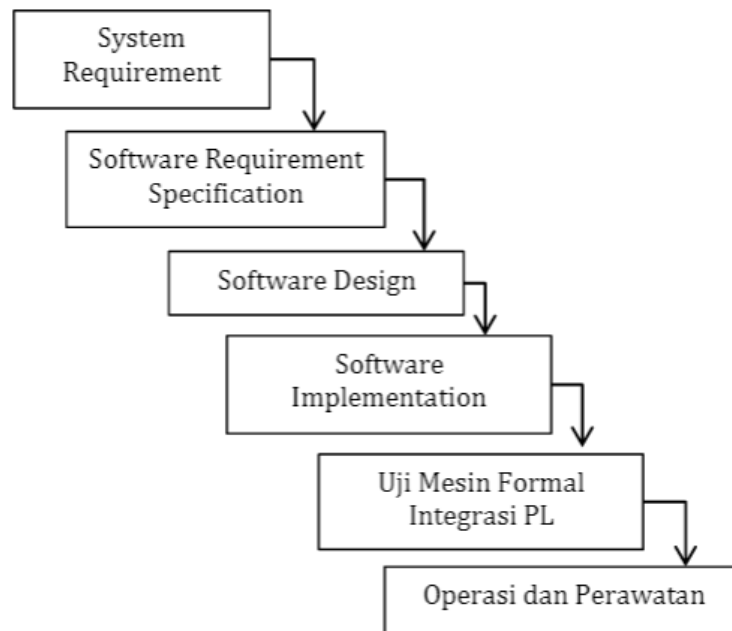 System
Requirement
Software Requirement
Specification
Software Design
Software
Implementation
Uji Mesin Formal
Integrasi PL
Operasi dan Perawatan